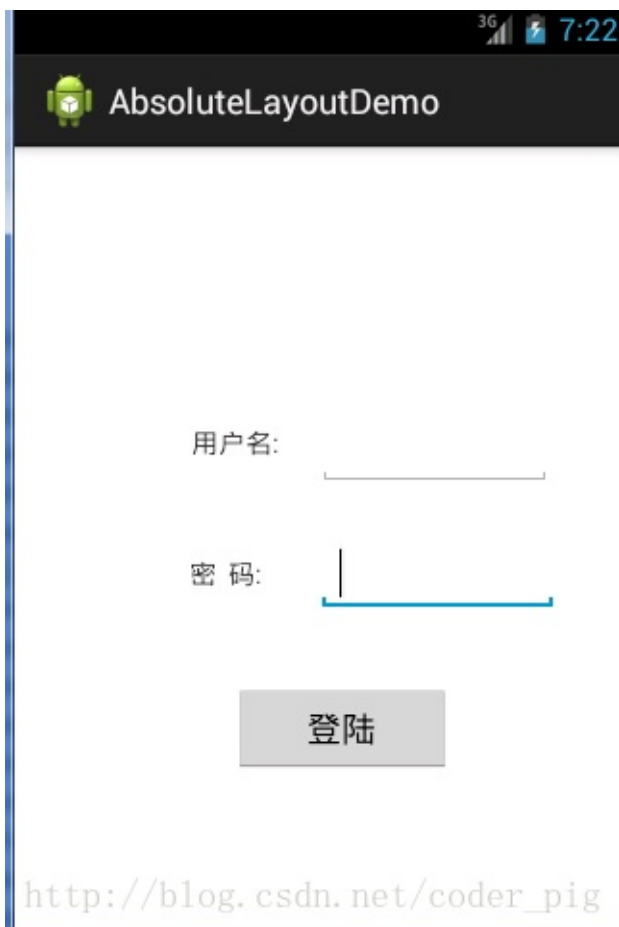 3G 7:22
AbsoluteLayoutDemo
用户名:
密 码:
登陆
http://blog.csdn.net/coder_pig